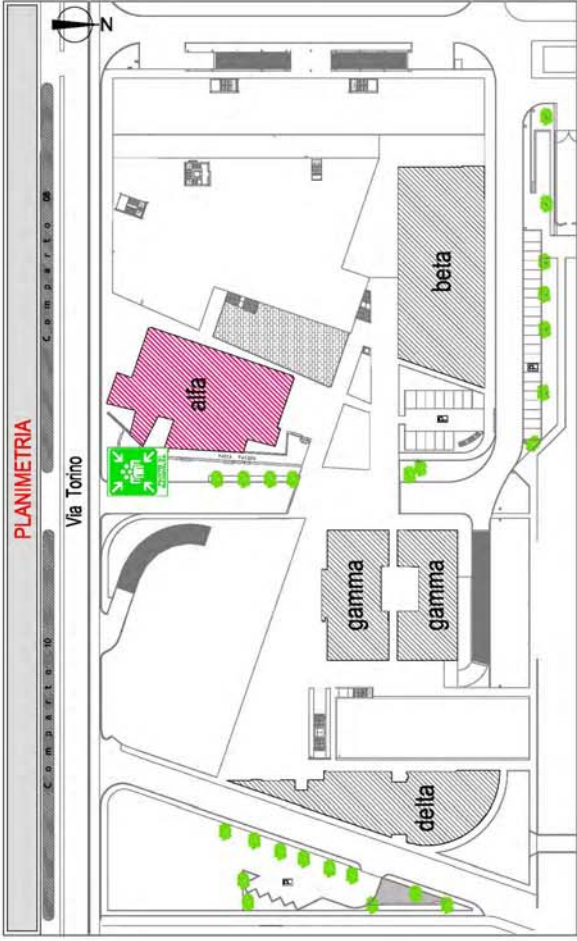 PLANIMETRIA
Comparto 10
Comparto 08
Via Torino
N
alfa
beta
gamma
gamma
delta
P
P
P